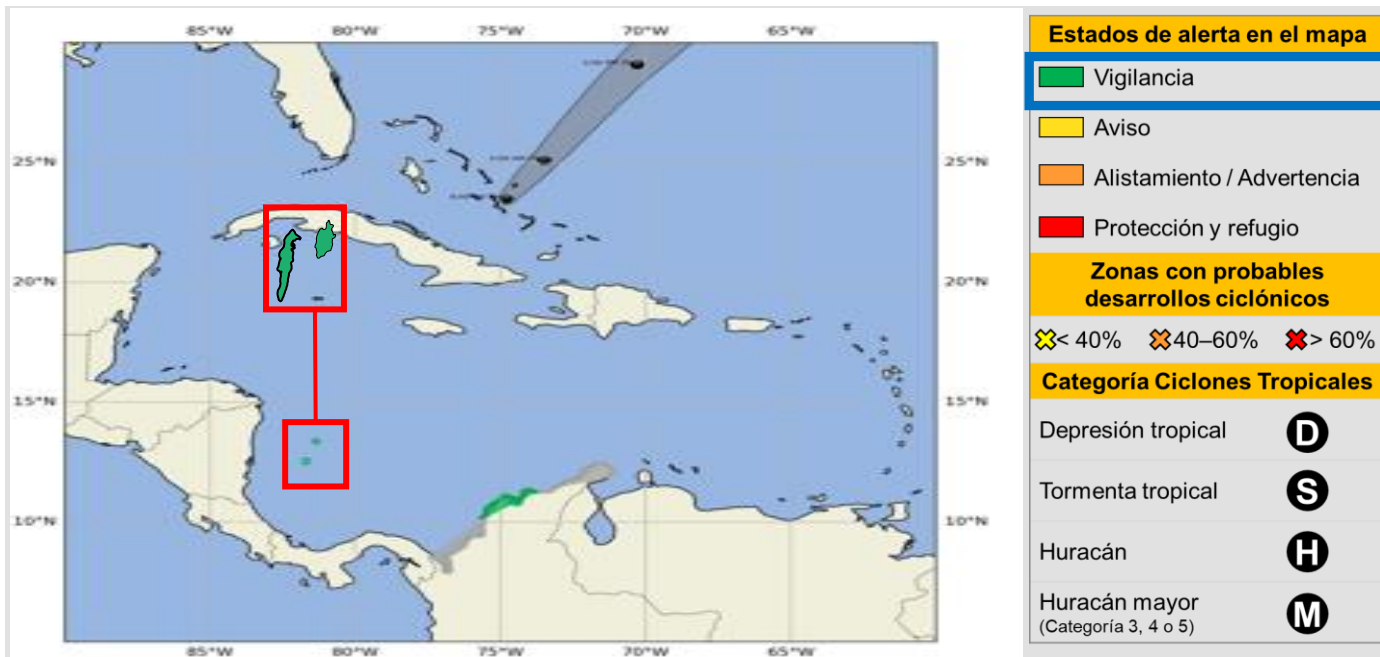 85°W 80°W 75°W 70°W 65°W
25°N 25°N
20°N 20°N
15°N 15°N
10°N 10°N
85°W 80°W 75°W 70°W 65°W
Estados de alerta en el mapa
Vigilancia
Aviso
Alistamiento / Advertencia
Protección y refugio
Zonas con probables
desarrollos ciclónicos
< 40% 40–60% > 60%
Categoría Ciclones Tropicales
Depresión tropical D
Tormenta tropical S
Huracán H
Huracán mayor M
(Categoría 3, 4 o 5)